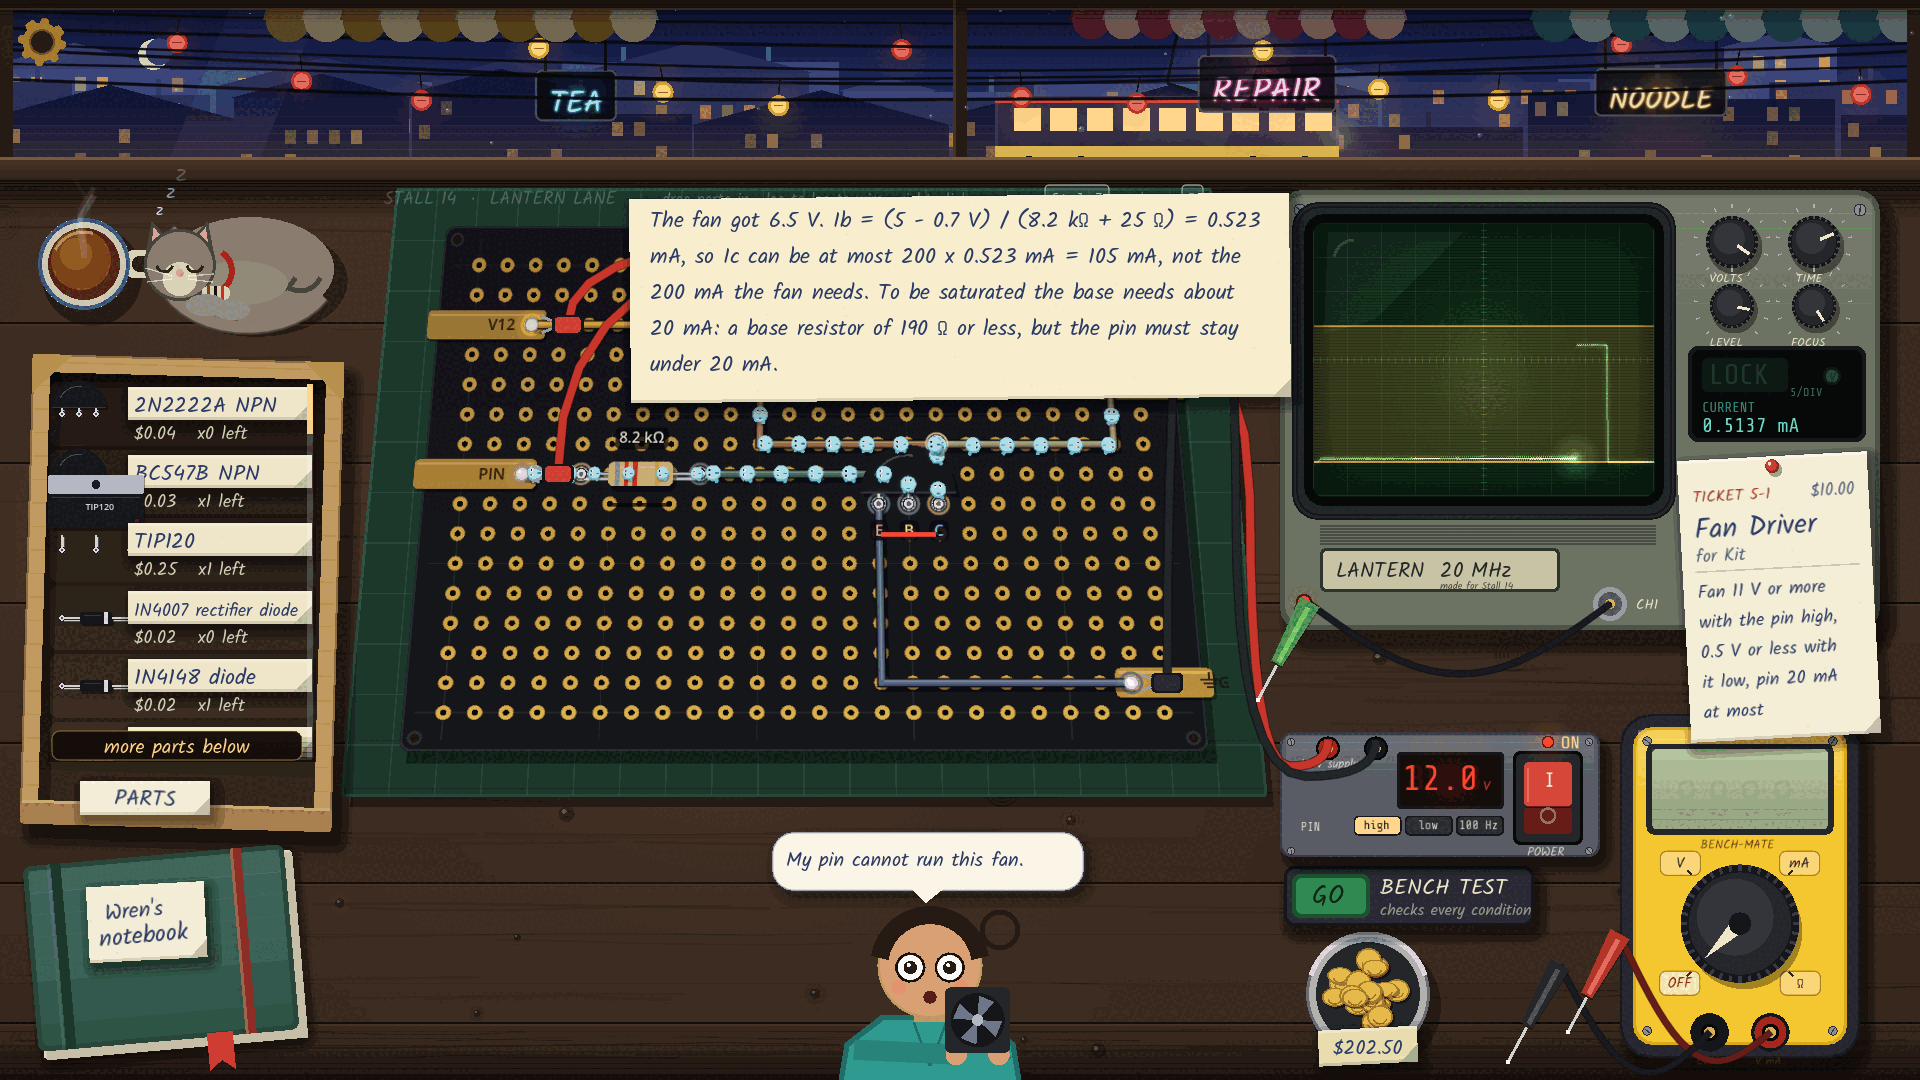 TEA
REPAIR
NOODLE
z
z
z
STALL 14 · LANTERN LANE
The fan got 6.5 V. Ib = (5 - 0.7 V) / (8.2 kΩ + 25 Ω) = 0.523
mA, so Ic can be at most 200 x 0.523 mA = 105 mA, not the
200 mA the fan needs. To be saturated the base needs about
20 mA: a base resistor of 190 Ω or less, but the pin must stay
under 20 mA.
V12
8.2 kΩ
PIN
E B C
G
2N2222A NPN
$0.04 x0 left
BC547B NPN
0.03 x1 left
TIP120
TIP120
$0.25 x1 left
1N4007 rectifier diode
$0.02 x0 left
1N4148 diode
$0.02 x1 left
more parts below
PARTS
Wren's
notebook
My pin cannot run this fan.
VOLTS
TIME
LEVEL
FOCUS
LOCK
S/DIV
CURRENT
0.5137 mA
LANTERN 20 MHz
made for Stall 14
CH1
TICKET 5-1 $10.00
Fan Driver
for Kit
Fan 11 V or more
with the pin high,
0.5 V or less with
it low, pin 20 mA
at most
supply
12.0 V
ON
I
PIN
high
low
100 Hz
POWER
GO
BENCH TEST
checks every condition
$202.50
BENCH-MATE
V
mA
OFF
Ω
V mA